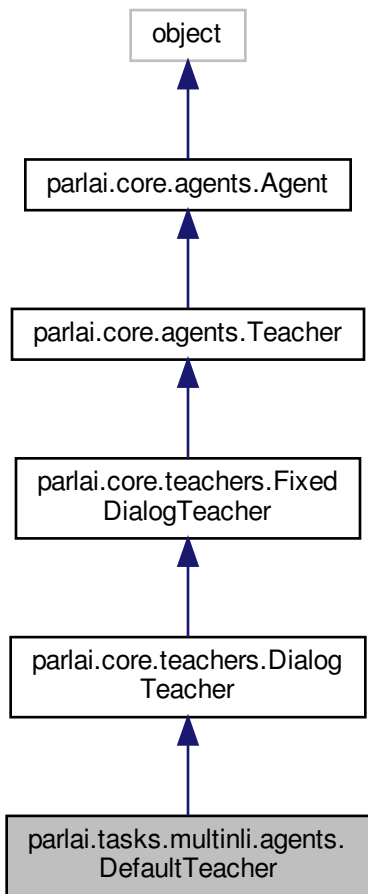 object
parlai.core.agents.Agent
parlai.core.agents.Teacher
parlai.core.teachers.Fixed
DialogTeacher
parlai.core.teachers.Dialog
Teacher
parlai.tasks.multinli.agents.
DefaultTeacher